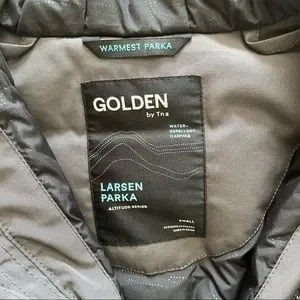 WARMEST PARKA
GOLDEN
by Tna
WATER-
REPELLENT
CANVAS
LARSEN
PARKA
ALTITUDE SERIES
SMALL